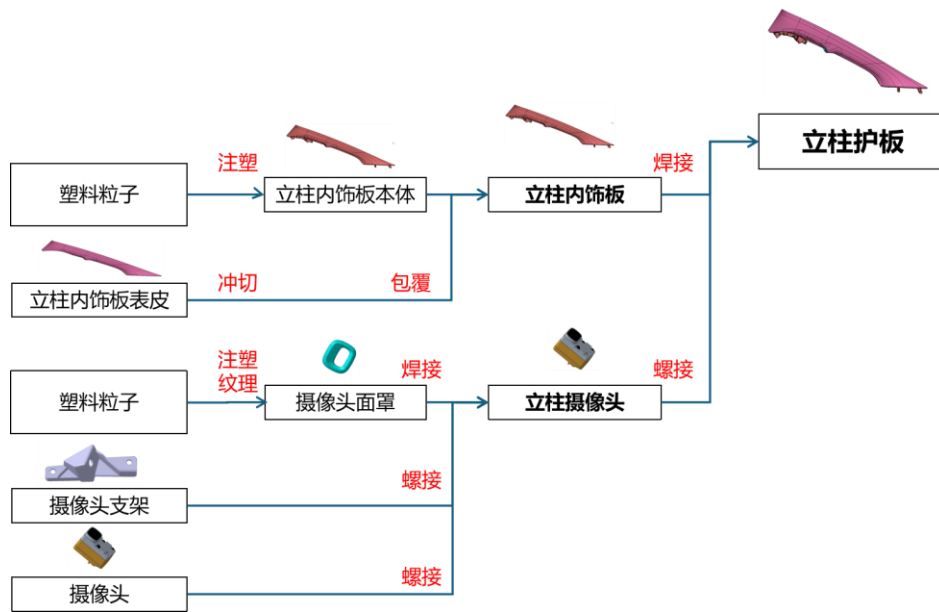 立柱护板
注塑
焊接
塑料粒子
立柱内饰板本体
立柱内饰板
冲切
包覆
立柱内饰板表皮
注塑
纹理
焊接
螺接
塑料粒子
摄像头面罩
立柱摄像头
螺接
摄像头支架
螺接
摄像头